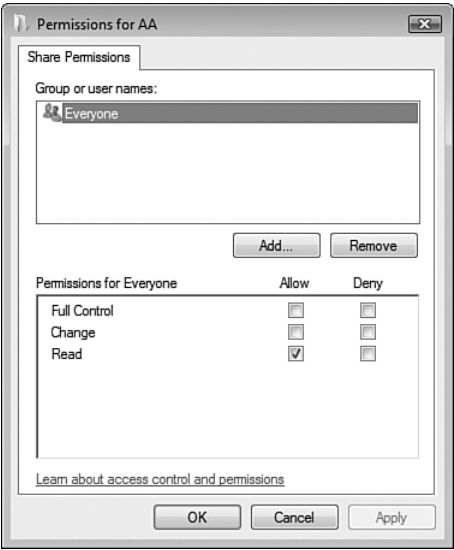 Permissions for AA
Share Permissions
Group or user names:
Everyone
Add... Remove
Permissions for Everyone Allow Deny
Full Control
Change
Read
Learn about access control and permissions
OK Cancel Apply